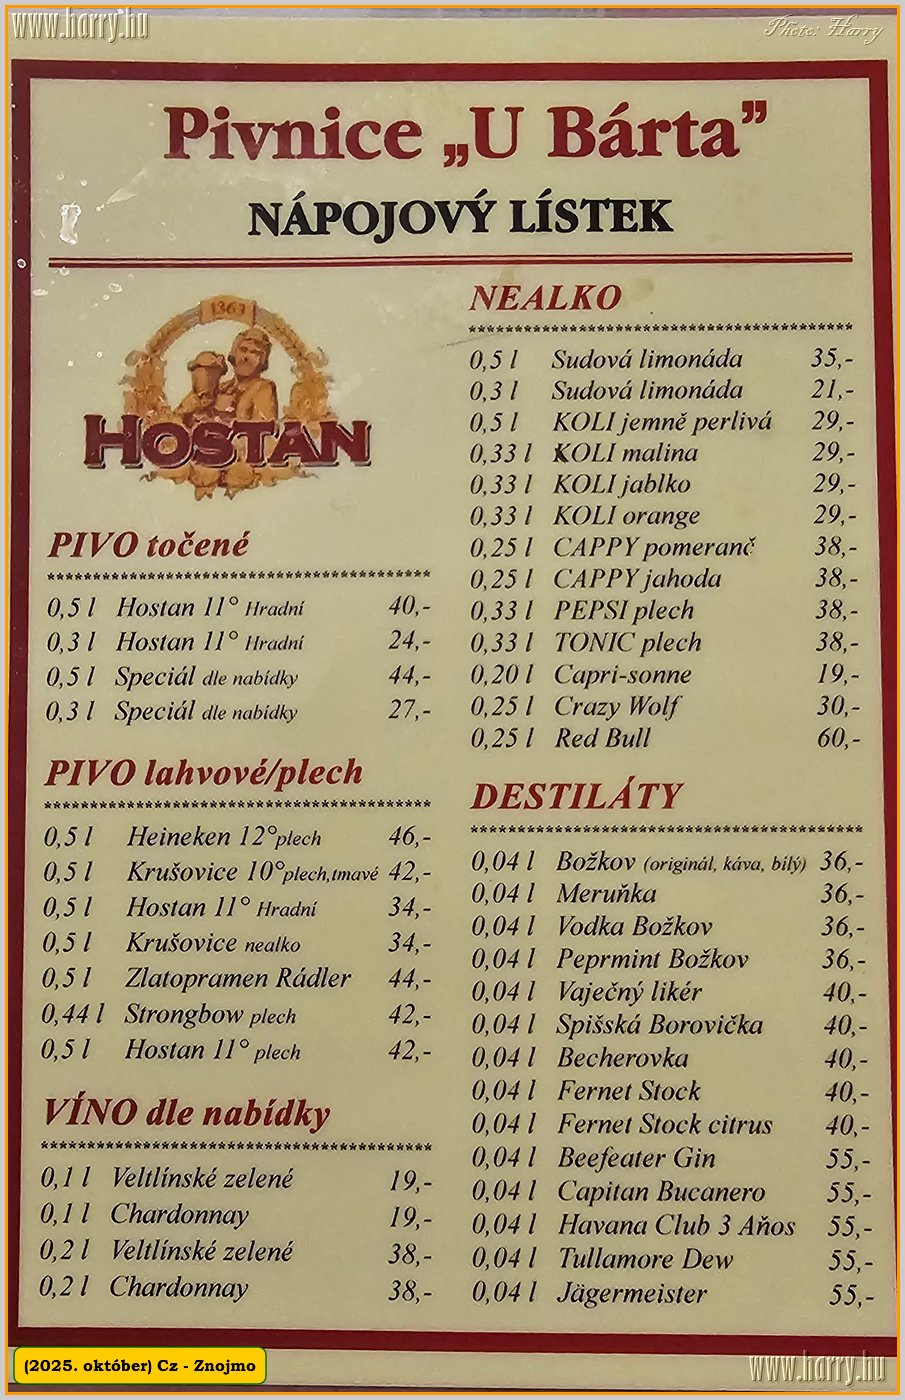 www.harry.hu
Photo: Harry
Pivnice „U Bárta”
NÁPOJOVÝ LÍSTEK
1363
HOSTAN
PIVO točené
******************************************
0,5 l Hostan 11° Hradní 40,-
0,3 l Hostan 11° Hradní 24,-
0,5 l Speciál dle nabídky 44,-
0,3 l Speciál dle nabídky 27,-
PIVO lahvové/plech
******************************************
0,5 l Heineken 12° plech 46,-
0,5 l Krušovice 10° plech,tmavé 42,-
0,5 l Hostan 11° Hradní 34,-
0,5 l Krušovice nealko 34,-
0,5 l Zlatopramen Rádler 44,-
0,44 l Strongbow plech 42,-
0,5 l Hostan 11° plech 42,-
VÍNO dle nabídky
******************************************
0,1 l Veltlínské zelené 19,-
0,1 l Chardonnay 19,-
0,2 l Veltlínské zelené 38,-
0,2 l Chardonnay 38,-
NEALKO
******************************************
0,5 l Sudová limonáda 35,-
0,3 l Sudová limonáda 21,-
0,5 l KOLI jemně perlivá 29,-
0,33 l KOLI malina 29,-
0,33 l KOLI jablko 29,-
0,33 l KOLI orange 29,-
0,25 l CAPPY pomeranč 38,-
0,25 l CAPPY jahoda 38,-
0,33 l PEPSI plech 38,-
0,33 l TONIC plech 38,-
0,20 l Capri-sonne 19,-
0,25 l Crazy Wolf 30,-
0,25 l Red Bull 60,-
DESTILÁTY
******************************************
0,04 l Božkov (originál, káva, bílý) 36,-
0,04 l Meruňka 36,-
0,04 l Vodka Božkov 36,-
0,04 l Peprmint Božkov 36,-
0,04 l Vaječný likér 40,-
0,04 l Spišská Borovička 40,-
0,04 l Becherovka 40,-
0,04 l Fernet Stock 40,-
0,04 l Fernet Stock citrus 40,-
0,04 l Beefeater Gin 55,-
0,04 l Capitan Bucanero 55,-
0,04 l Havana Club 3 Aňos 55,-
0,04 l Tullamore Dew 55,-
0,04 l Jägermeister 55,-
(2025. október) Cz - Znojmo
www.harry.hu